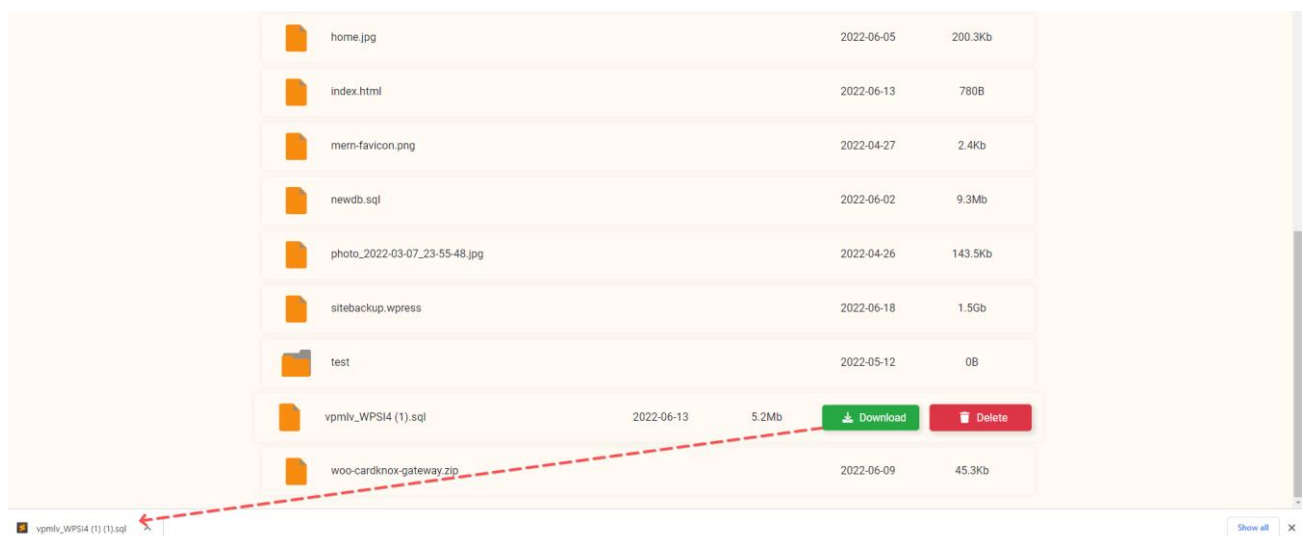 home.jpg 2022-06-05 200.3Kb
index.html 2022-06-13 780B
mern-favicon.png 2022-04-27 2.4Kb
newdb.sql 2022-06-02 9.3Mb
photo_2022-03-07_23-55-48.jpg 2022-04-26 143.5Kb
sitebackup.wpress 2022-06-18 1.5Gb
test 2022-05-12 0B
vpmlv_WPSI4 (1).sql 2022-06-13 5.2Mb Download Delete
woo-cardknox-gateway.zip 2022-06-09 45.3Kb
vpmlv_WPSI4 (1) (1).sql Show all